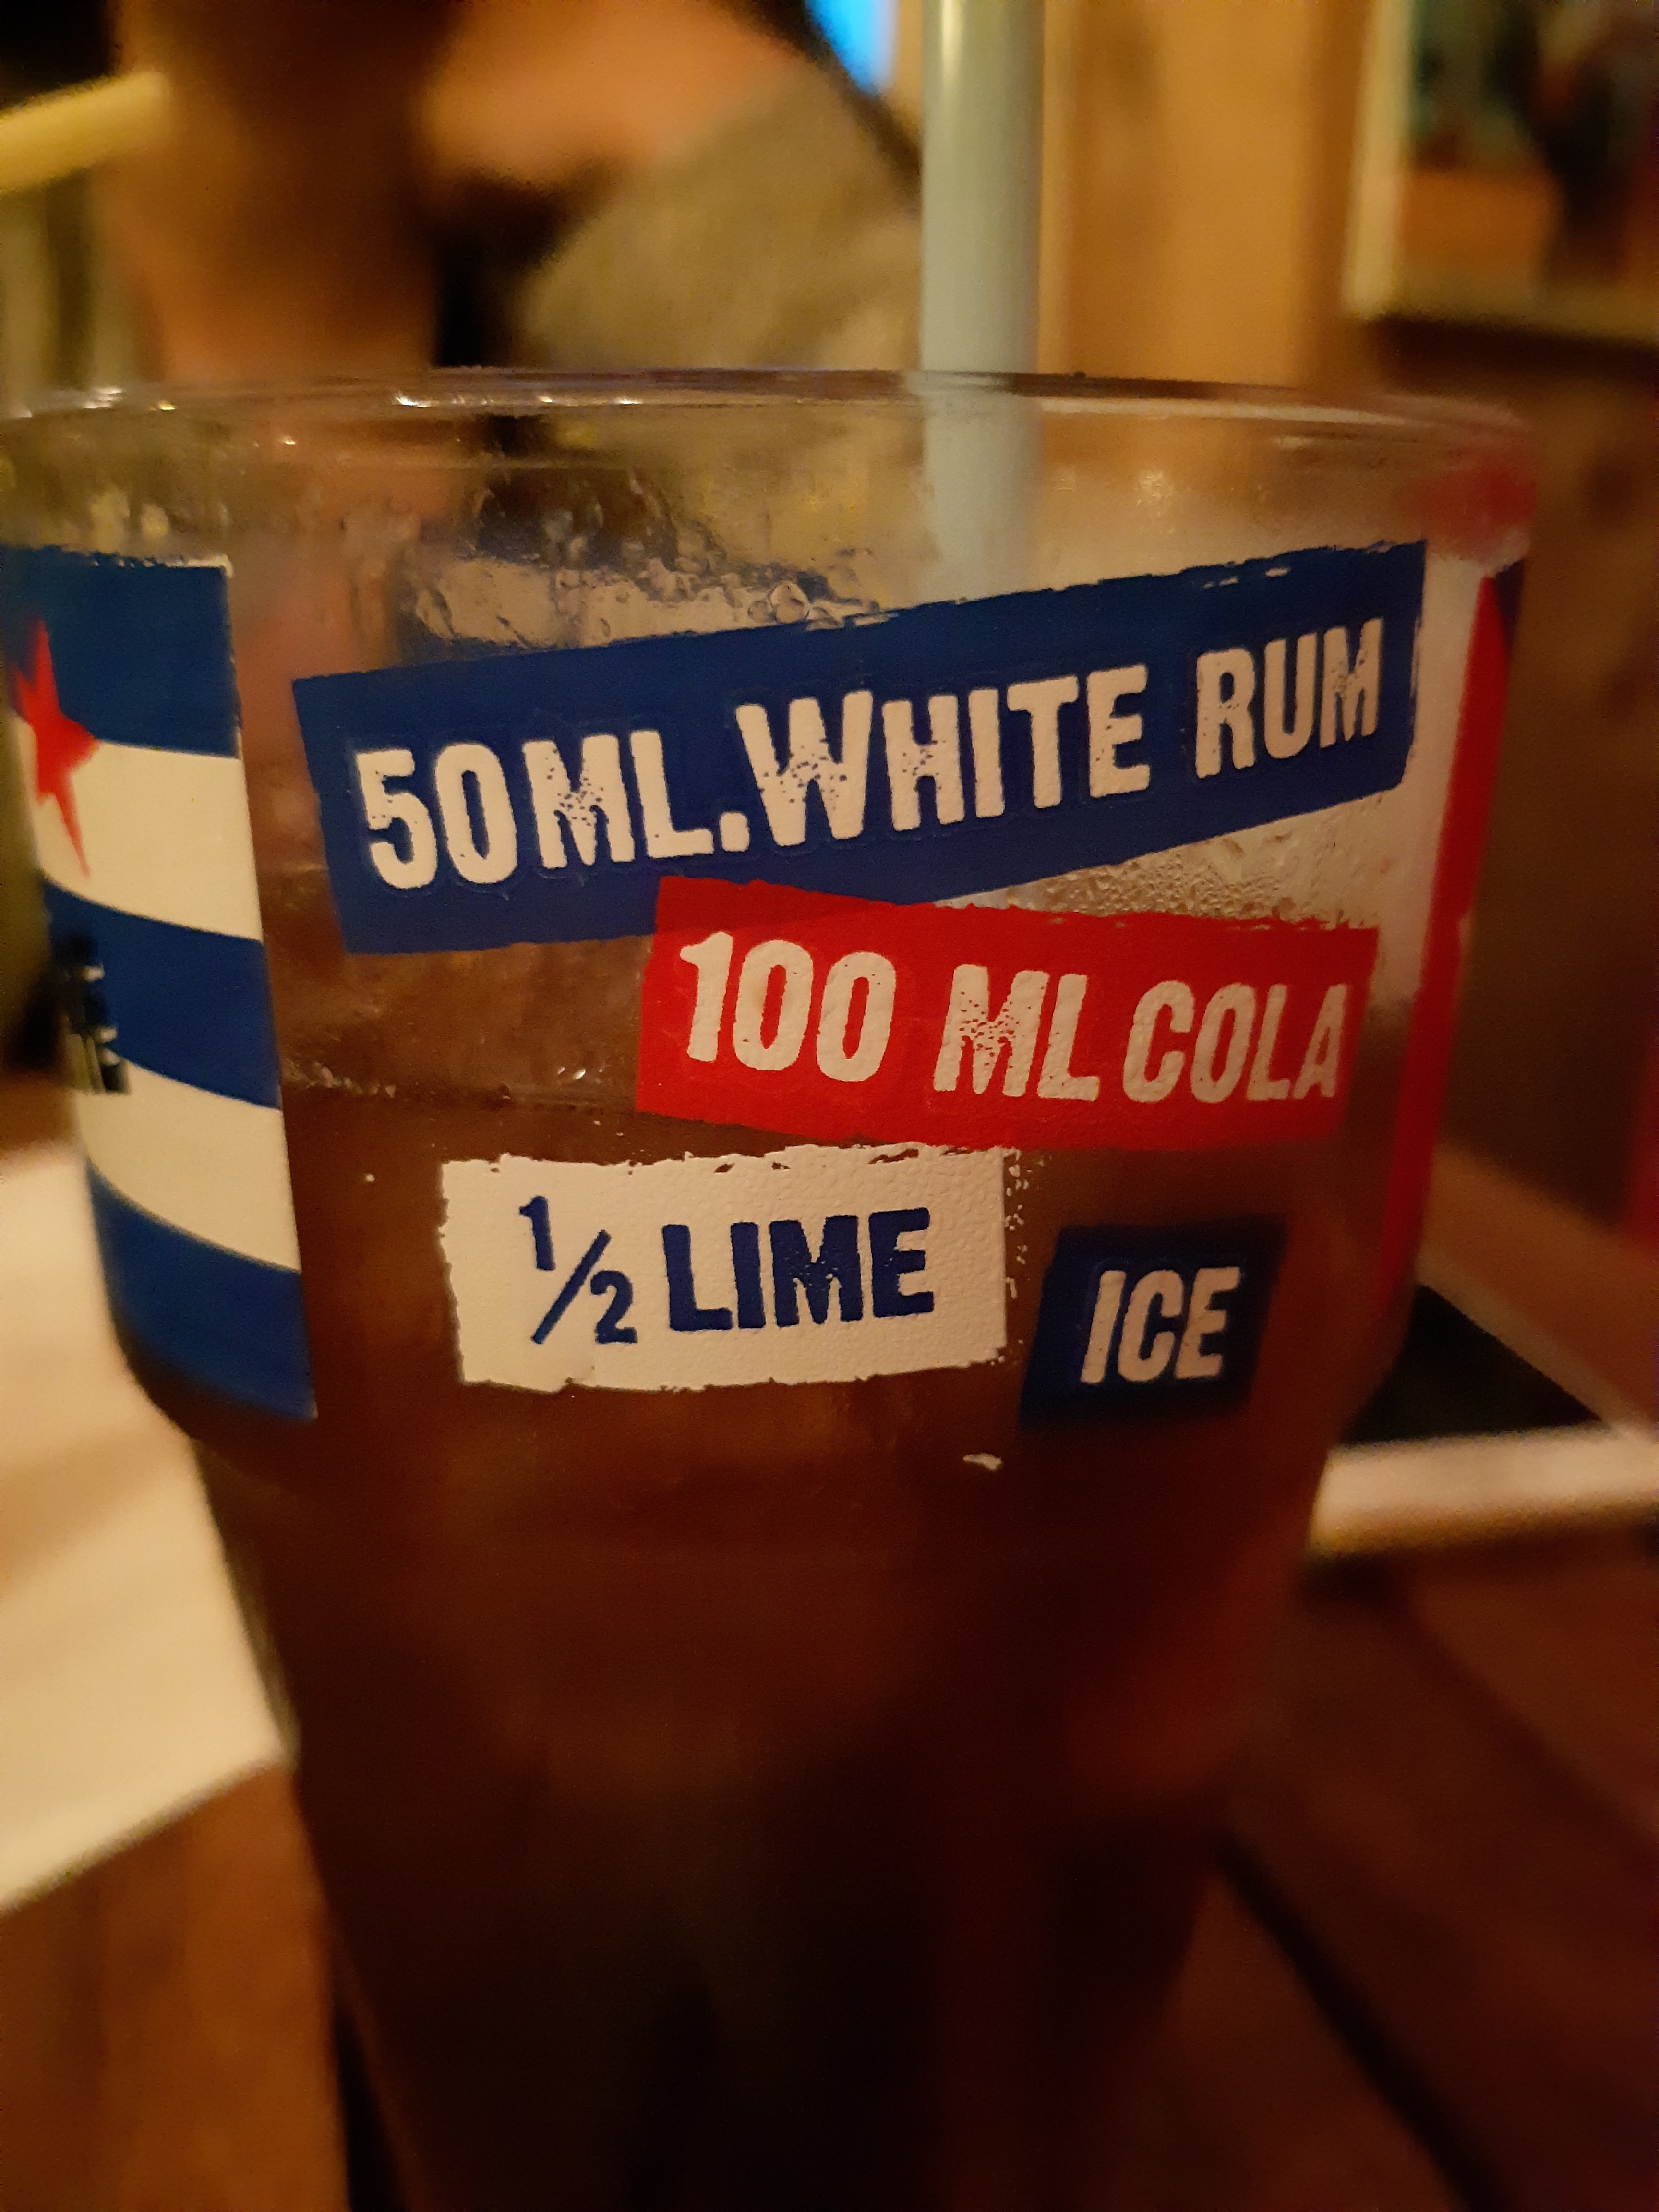 50ML.WHITE RUM
100 ML COLA
½ LIME
ICE